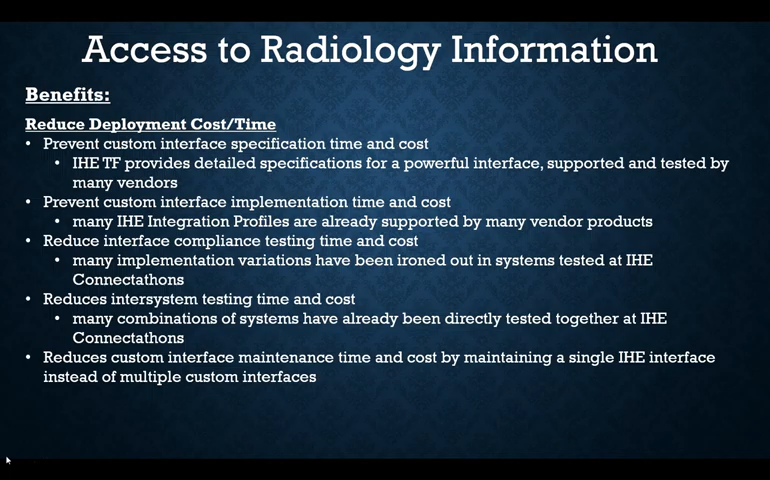 Access to Radiology Information
Benefits:
Reduce Deployment Cost/Time
• Prevent custom interface specification time and cost
• IHE TF provides detailed specifications for a powerful interface, supported and tested by
many vendors
• Prevent custom interface implementation time and cost
• many IHE Integration Profiles are already supported by many vendor products
• Reduce interface compliance testing time and cost
• many implementation variations have been ironed out in systems tested at IHE
Connectathons
• Reduces intersystem testing time and cost
• many combinations of systems have already been directly tested together at IHE
Connectathons
• Reduces custom interface maintenance time and cost by maintaining a single IHE interface
instead of multiple custom interfaces